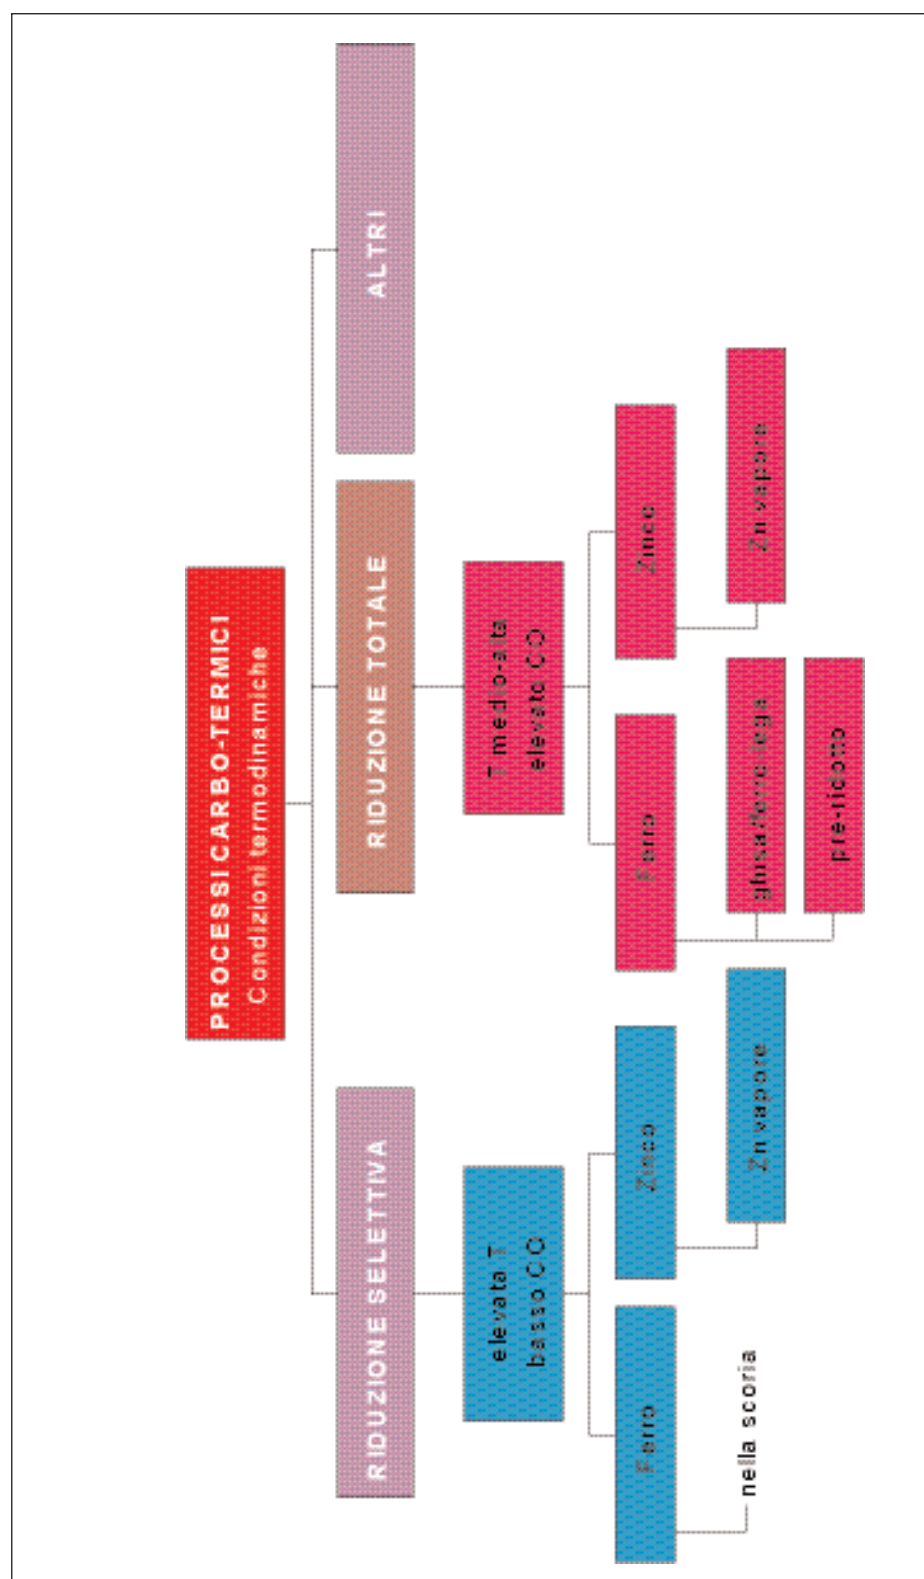 PROCESSI CARBO-TERMICI
Condizioni termodinamiche
RIDUZIONE SELETTIVA
RIDUZIONE TOTALE
ALTRI
elevata T
basso CO
T medio-alta
elevato CO
Ferro
Zinco
Ferro
Zinco
nella scoria
Zn vapore
ghisa/ferro lega
Zn vapore
pre-ridotto